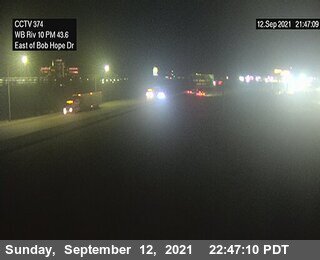 CCTV 374
WB Riv 10 PM 43.6
East of Bob Hope Dr
12.Sep 2021 21:47:09
Sunday, September 12, 2021 22:47:10 PDT